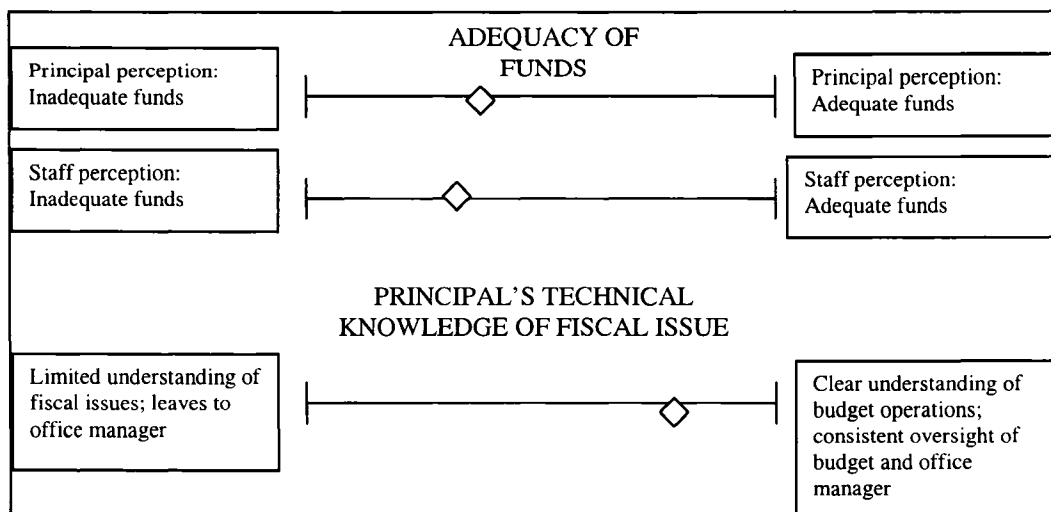 ADEQUACY OF
FUNDS
Principal perception:
Inadequate funds
Principal perception:
Adequate funds
Staff perception:
Inadequate funds
Staff perception:
Adequate funds
PRINCIPAL'S TECHNICAL
KNOWLEDGE OF FISCAL ISSUE
Limited understanding of
fiscal issues; leaves to
office manager
Clear understanding of
budget operations;
consistent oversight of
budget and office
manager